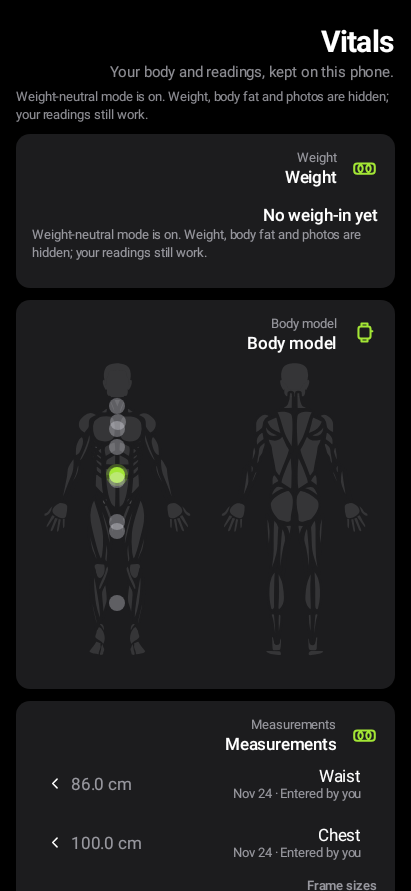 Vitals
Your body and readings, kept on this phone.
Weight-neutral mode is on. Weight, body fat and photos are hidden;
your readings still work.
Weight
Weight
No weigh-in yet
Weight-neutral mode is on. Weight, body fat and photos are
hidden; your readings still work.
Body model
Body model
Measurements
Measurements
Waist
86.0 cm
Nov 24 · Entered by you
Chest
100.0 cm
Nov 24 · Entered by you
Frame sizes